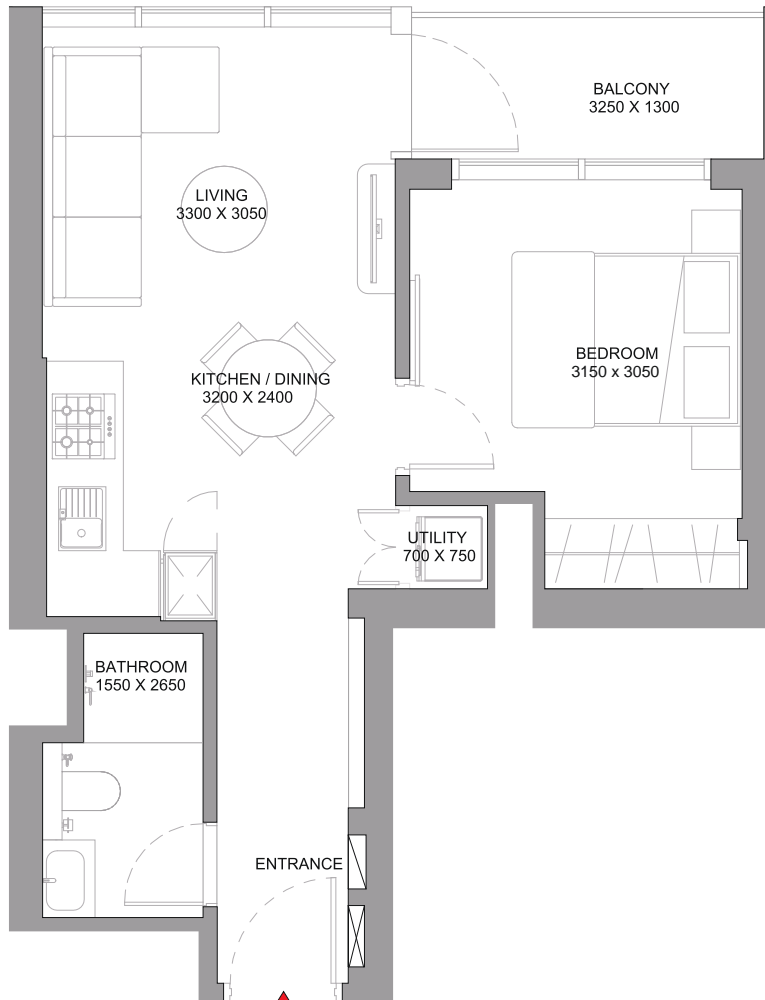 BALCONY
3250 X 1300
LIVING
3300 X 3050
BEDROOM
3150 x 3050
KITCHEN / DINING
3200 X 2400
UTILITY
700 X 750
BATHROOM
1550 X 2650
ENTRANCE